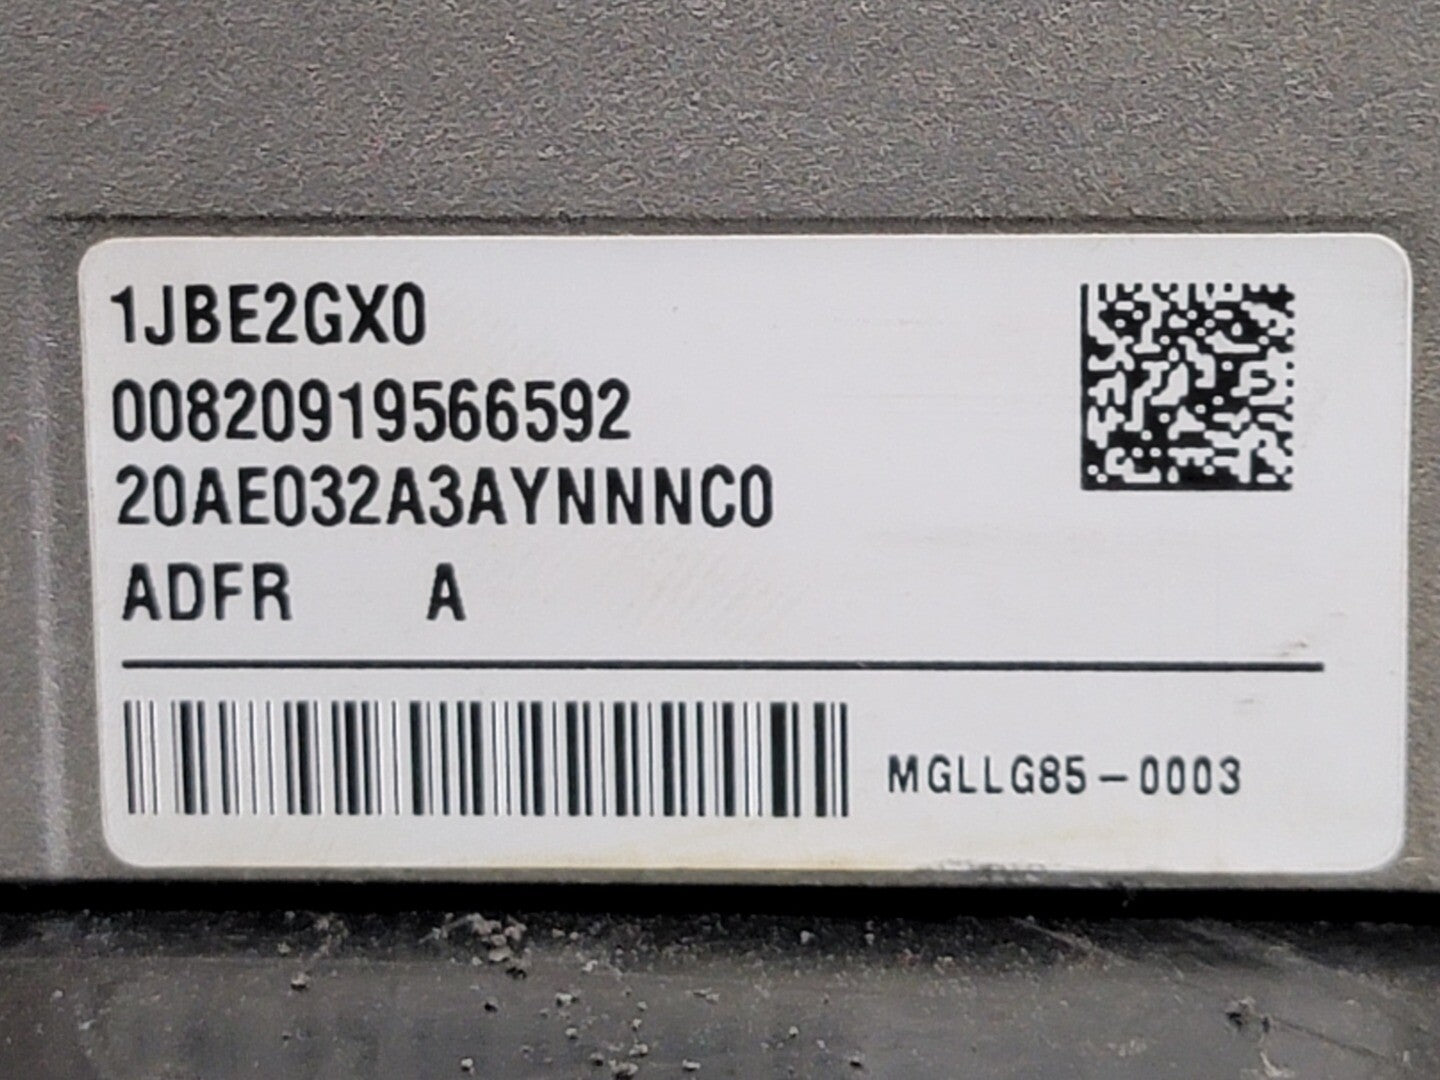 1JBE2GX0
00820919566592
20AE032A3AYNNNC0
ADFR A
MGLLG85-0003